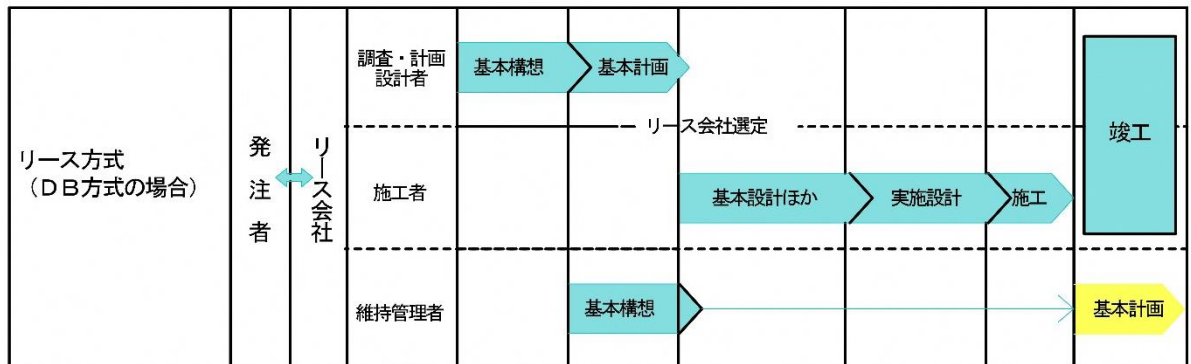 リース方式
（DB方式の場合）
発注者
リース会社
調査・計画
設計者
基本構想
基本計画
リース会社選定
施工者
基本設計ほか
実施設計
施工
竣工
維持管理者
基本構想
基本計画